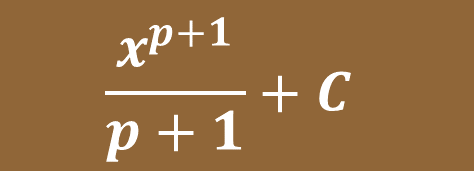 x^{p+1}
p + 1
+ C